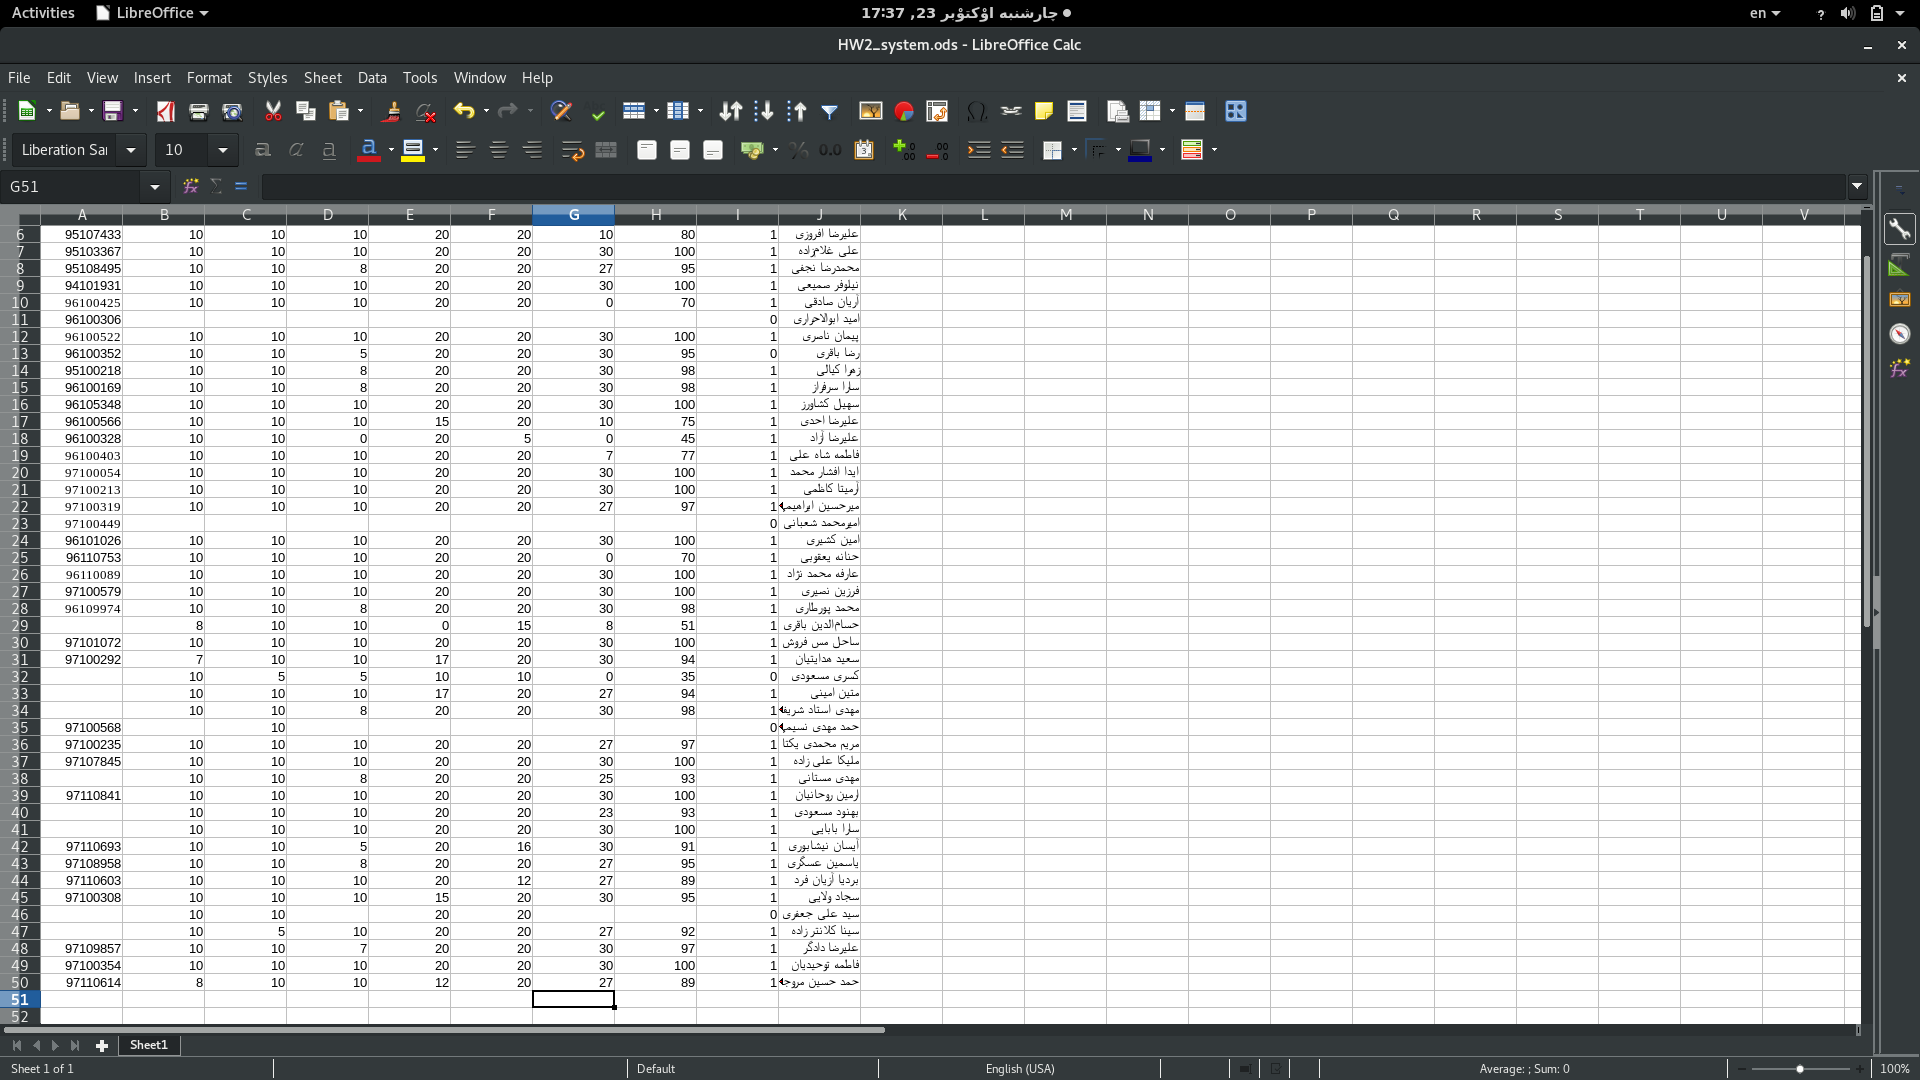 Activities LibreOffice چارشنبه اؤکتؤبر 23, 17:37 en
HW2_system.ods - LibreOffice Calc
File Edit View Insert Format Styles Sheet Data Tools Window Help
Liberation Sa 10
G51
A B C D E F G H I J K L M N O P Q R S T U V
6 95107433 10 10 10 20 20 10 80 1 علیرضا افروزی
7 95103367 10 10 10 20 20 30 100 1 علی غلامزاده
8 95108495 10 10 8 20 20 27 95 1 محمدرضا نجفی
9 94101931 10 10 10 20 20 30 100 1 نیلوفر صمیعی
10 96100425 10 10 10 20 20 0 70 1 آریان صادقی
11 96100306 0 امید ابوالاحراری
12 96100522 10 10 10 20 20 30 100 1 پیمان ناصری
13 96100352 10 10 5 20 20 30 95 0 رضا باقری
14 95100218 10 10 8 20 20 30 98 1 زهرا کیالی
15 96100169 10 10 8 20 20 30 98 1 سارا سرفراز
16 96105348 10 10 10 20 20 30 100 1 سهیل کشاورز
17 96100566 10 10 10 15 20 10 75 1 علیرضا احدی
18 96100328 10 10 0 20 5 0 45 1 علیرضا آزاد
19 96100403 10 10 10 20 20 7 77 1 فاطمه شاه علی
20 97100054 10 10 10 20 20 30 100 1 آیدا افشار محمد
21 97100213 10 10 10 20 20 30 100 1 آرمیتا کاظمی
22 97100319 10 10 10 20 20 27 97 1 میرحسین ابراهیم
23 97100449 0 امیرمحمد شعبانی
24 96101026 10 10 10 20 20 30 100 1 امین کشیری
25 96110753 10 10 10 20 20 0 70 1 حنانه یعقوبی
26 96110089 10 10 10 20 20 30 100 1 عارفه محمد نژاد
27 97100579 10 10 10 20 20 30 100 1 فرزین نصیری
28 96109974 10 10 8 20 20 30 98 1 محمد پورطاری
29 8 10 10 0 15 8 51 1 حسام‌الدین باقری
30 97101072 10 10 10 20 20 30 100 1 ساحل مس فروش
31 97100292 7 10 10 17 20 30 94 1 سعید هدایتیان
32 10 5 5 10 10 0 35 0 کسری مسعودی
33 10 10 10 17 20 27 94 1 متین امینی
34 10 10 8 20 20 30 98 1 مهدی استاد شریف
35 97100568 10 0 حمد مهدی نسیم
36 97100235 10 10 10 20 20 27 97 1 مریم محمدی یکتا
37 97107845 10 10 10 20 20 30 100 1 ملیکا علی زاده
38 10 10 8 20 20 25 93 1 مهدی مستانی
39 97110841 10 10 10 20 20 30 100 1 آرمین روحانیان
40 10 10 10 20 20 23 93 1 بهنود مسعودی
41 10 10 10 20 20 30 100 1 سارا بابایی
42 97110693 10 10 5 20 16 30 91 1 آیسان نیشابوری
43 97108958 10 10 8 20 20 27 95 1 یاسمین عسگری
44 97110603 10 10 10 20 12 27 89 1 بردیا آزیان فرد
45 97100308 10 10 10 15 20 30 95 1 سجاد ولایی
46 10 10 20 20 0 سید علی جعفری
47 10 5 10 20 20 27 92 1 سینا کلانتر زاده
48 97109857 10 10 7 20 20 30 97 1 علیرضا دادگر
49 97100354 10 10 10 20 20 30 100 1 فاطمه توحیدیان
50 97110614 8 10 10 12 20 27 89 1 حمد حسین مروج
51
52
Sheet1
Sheet 1 of 1 Default English (USA) Average: ; Sum: 0 100%